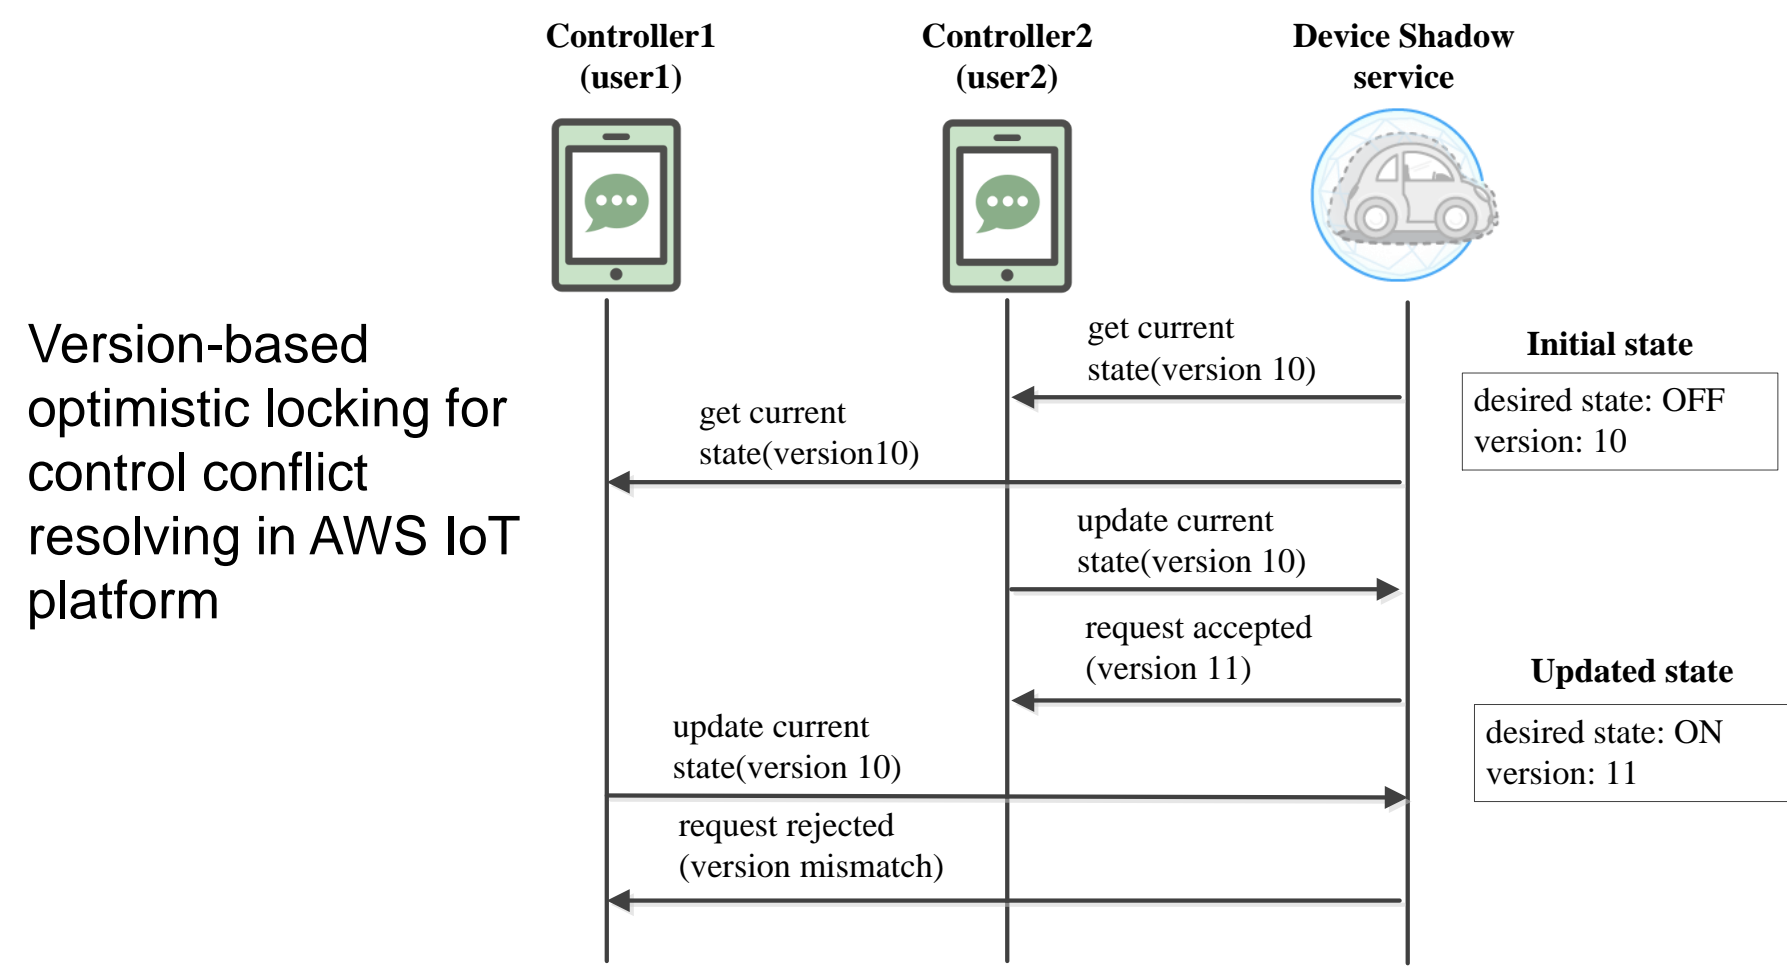 Controller1
(user1)
Controller2
(user2)
Device Shadow
service
Version-based
optimistic locking for
control conflict
resolving in AWS IoT
platform
get current
state(version 10)
Initial state
desired state: OFF
version: 10
get current
state(version10)
update current
state(version 10)
request accepted
(version 11)
Updated state
desired state: ON
version: 11
update current
state(version 10)
request rejected
(version mismatch)